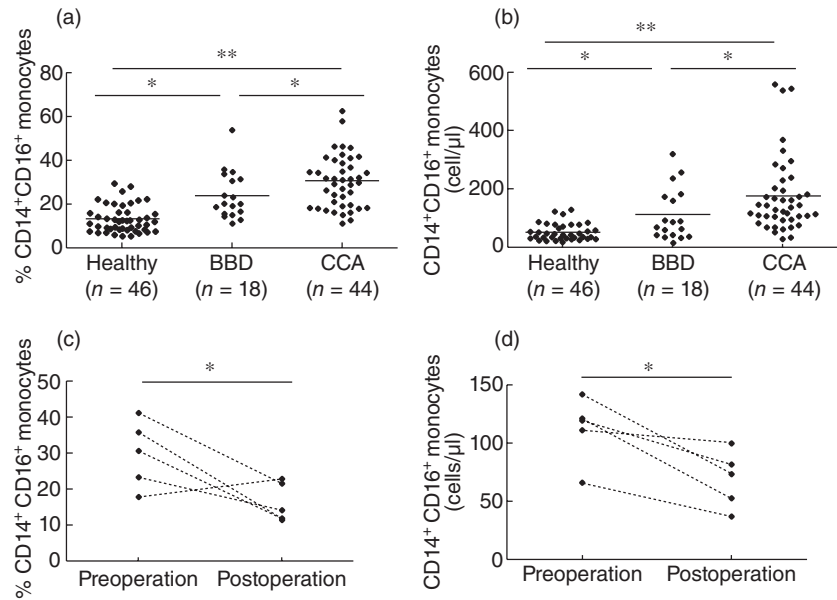 (a)
% CD14⁺CD16⁺ monocytes
80
60
40
20
0
**
*
*
Healthy
(n = 46)
BBD
(n = 18)
CCA
(n = 44)
(b)
CD14⁺CD16⁺ monocytes
(cell/µl)
600
400
200
0
**
*
*
Healthy
(n = 46)
BBD
(n = 18)
CCA
(n = 44)
(c)
% CD14⁺ CD16⁺ monocytes
50
40
30
20
10
0
*
Preoperation
Postoperation
(d)
CD14⁺ CD16⁺ monocytes
(cells/µl)
150
100
50
0
*
Preoperation
Postoperation